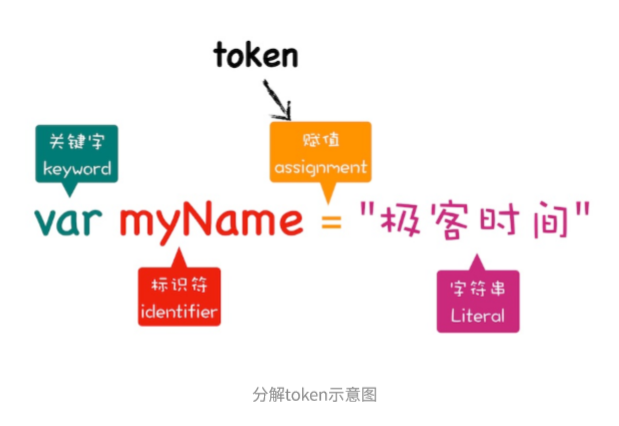 token
关键字
keyword
赋值
assignment
var myName = "极客时间"
标识符
identifier
字符串
Literal
分解token示意图